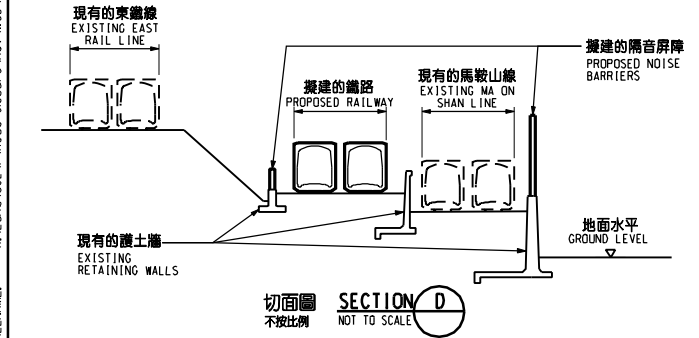 現有的東鐵線
EXISTING EAST
RAIL LINE
擬建的鐵路
PROPOSED RAILWAY
現有的馬鞍山線
EXISTING MA ON
SHAN LINE
擬建的隔音屏障
PROPOSED NOISE
BARRIERS
現有的護土牆
EXISTING
RETAINING WALLS
地面水平
GROUND LEVEL
切面圖 SECTION D
不按比例 NOT TO SCALE